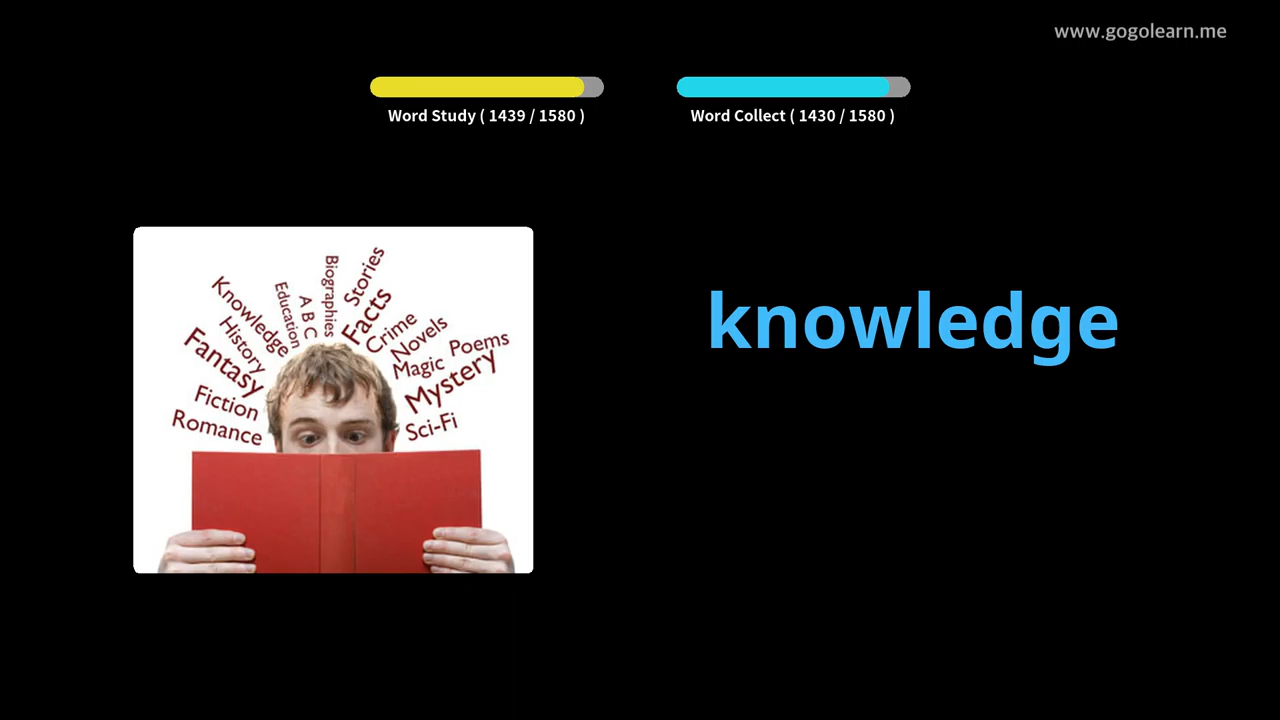 www.gogolearn.me
Word Study ( 1439 / 1580 )
Word Collect ( 1430 / 1580 )
knowledge
Biographies
Stories
Education
A B C
Facts
Knowledge
Crime
History
Novels
Poems
Fantasy
Magic
Mystery
Fiction
Romance
Sci-Fi